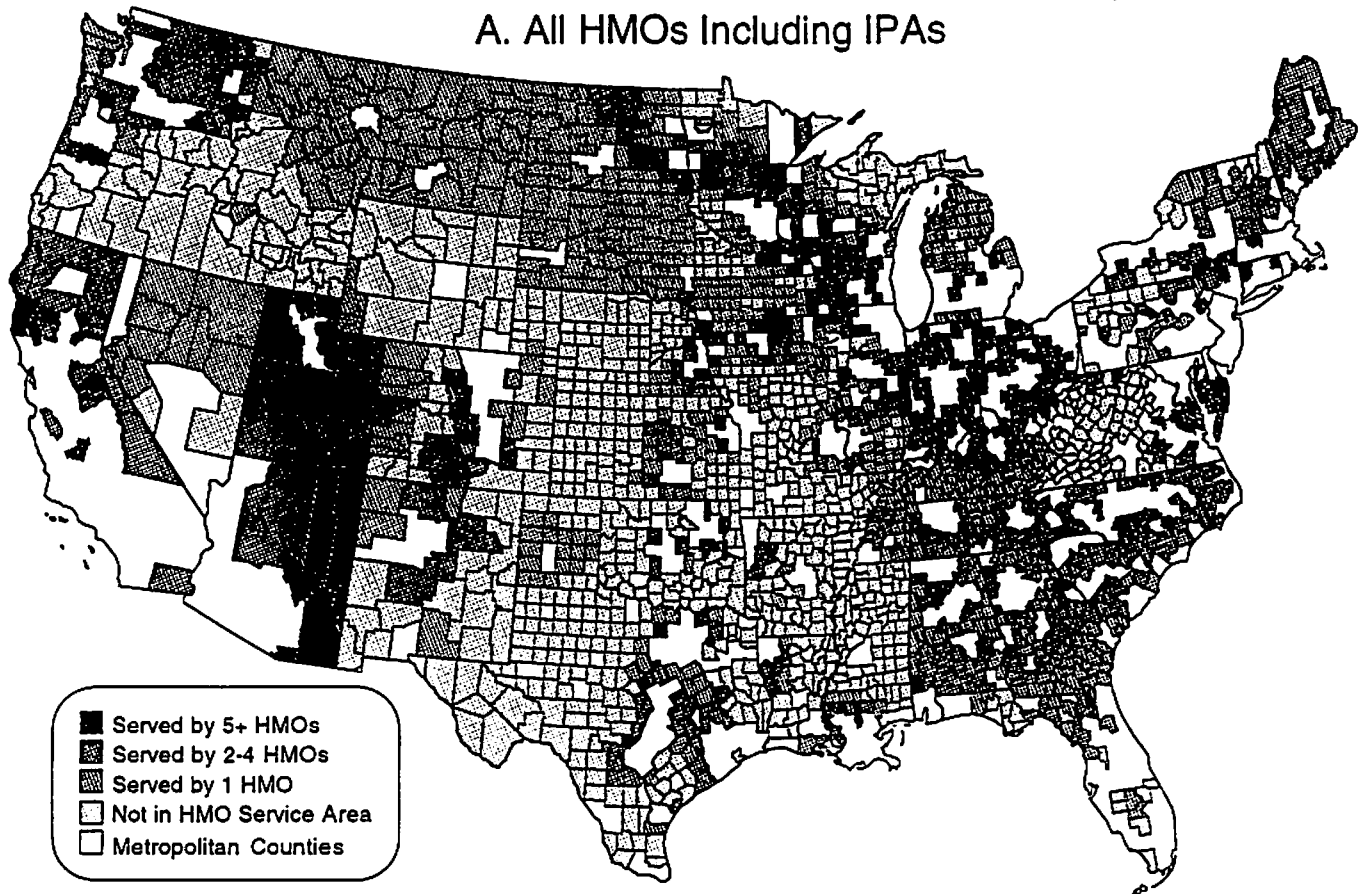 A. All HMOs Including IPAs
Served by 5+ HMOs
Served by 2-4 HMOs
Served by 1 HMO
Not in HMO Service Area
Metropolitan Counties